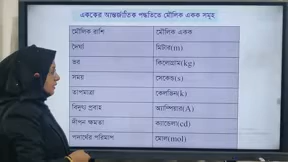 এককের আন্তর্জাতিক পদ্ধতিতে মৌলিক একক সমূহ
মৌলিক রাশি মৌলিক একক
দৈর্ঘ্য মিটার(m)
ভর কিলোগ্রাম(kg)
সময় সেকেন্ড(s)
তাপমাত্রা কেলভিন(k)
বিদ্যুৎ প্রবাহ অ্যাম্পিয়ার(A)
দীপন ক্ষমতা ক্যান্ডেলা(cd)
পদার্থের পরিমাণ মোল(mol)